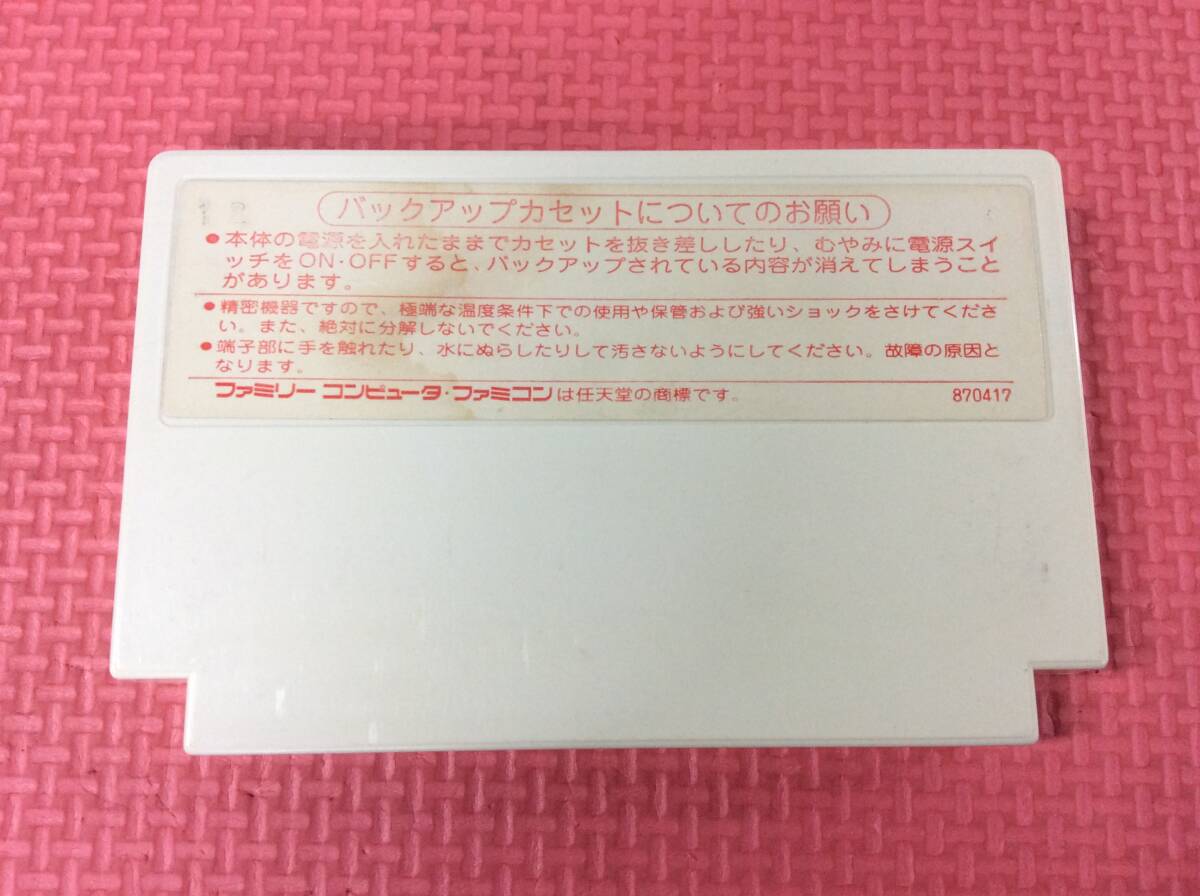 12
バックアップカセットについてのお願い
●本体の電源を入れたままでカセットを抜き差ししたり、むやみに電源スイ
ッチをON・OFFすると、バックアップされている内容が消えてしまうこと
があります。
●精密機器ですので、極端な温度条件下での使用や保管および強いショックをさけてくださ
い。また、絶対に分解しないでください。
●端子部に手を触れたり、水にぬらしたりして汚さないようにしてください。故障の原因と
なります。
ファミリー コンピュータ・ファミコンは任天堂の商標です。 870417